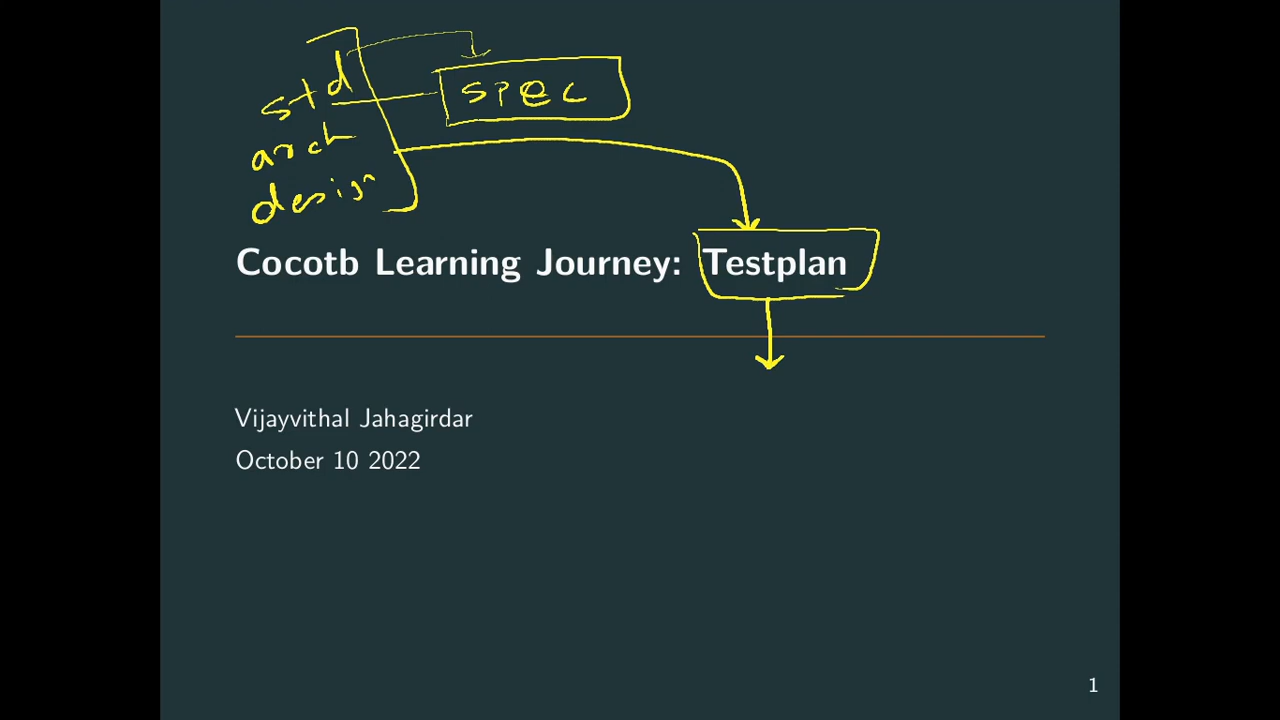 std
spec
arch
design
Cocotb Learning Journey: Testplan
Vijayvithal Jahagirdar
October 10 2022
1